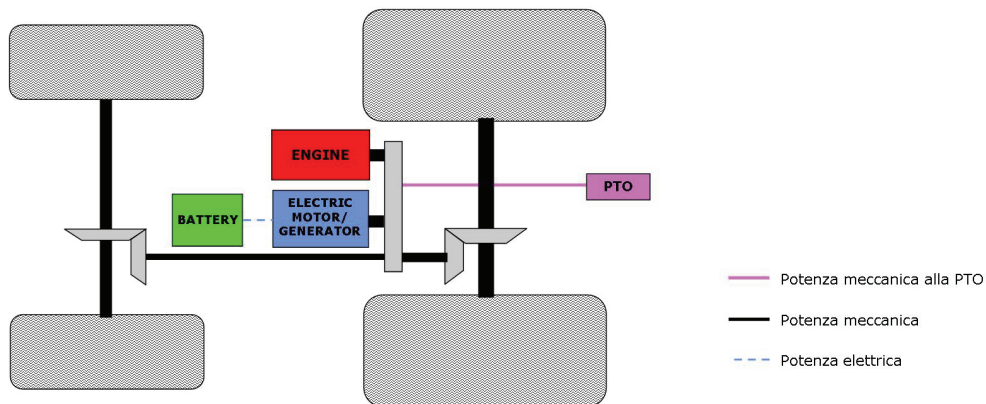 ENGINE
PTO
BATTERY
ELECTRIC
MOTOR/
GENERATOR
Potenza meccanica alla PTO
Potenza meccanica
Potenza elettrica